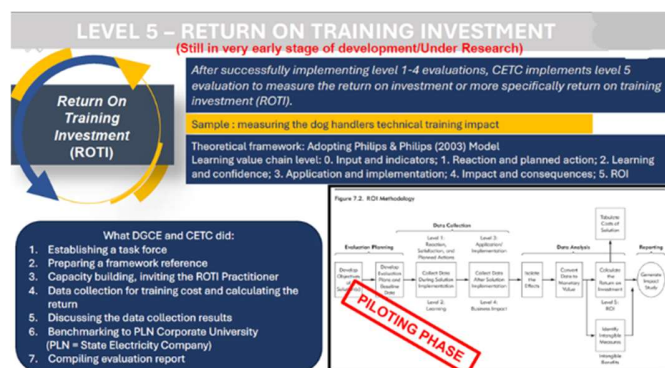 LEVEL 5 – RETURN ON TRAINING INVESTMENT
(Still in very early stage of development/Under Research)
Return On
Training
Investment
(ROTI)
After successfully implementing level 1-4 evaluations, CETC implements level 5
evaluation to measure the return on investment or more specifically return on training
investment (ROTI).
Sample : measuring the dog handlers technical training impact
Theoretical framework: Adopting Philips & Philips (2003) Model
Learning value chain level: 0. Input and indicators; 1. Reaction and planned action; 2. Learning
and confidence; 3. Application and implementation; 4. Impact and consequences; 5. ROI
What DGCE and CETC did:
1. Establishing a task force
2. Preparing a framework reference
3. Capacity building, inviting the ROTI Practitioner
4. Data collection for training cost and calculating the
return
5. Discussing the data collection results
6. Benchmarking to PLN Corporate University
(PLN = State Electricity Company)
7. Compiling evaluation report
Figure 7.2. ROI Methodology
Data Collection
Evaluation Planning
Level 1:
Reaction,
Satisfaction, and
Planned Actions
Level 3:
Application/
Implementation
Data Analysis
Tabulate
Costs of
Solution
Reporting
Develop
Objectives
of
Develop
Evaluation
Plans and
Baseline
Data
Collect Data
During Solution
Implementation
Collect Data
After Solution
Implementation
Isolate
the
Effects
Convert Data to
Monetary
Value
Calculate
the
Return on
Investment
Generate
Impact
Study
Level 2:
Learning
Level 4:
Business Impact
Level 5:
ROI
Identify
Intangible
Measures
Intangible
Benefits
PILOTING PHASE